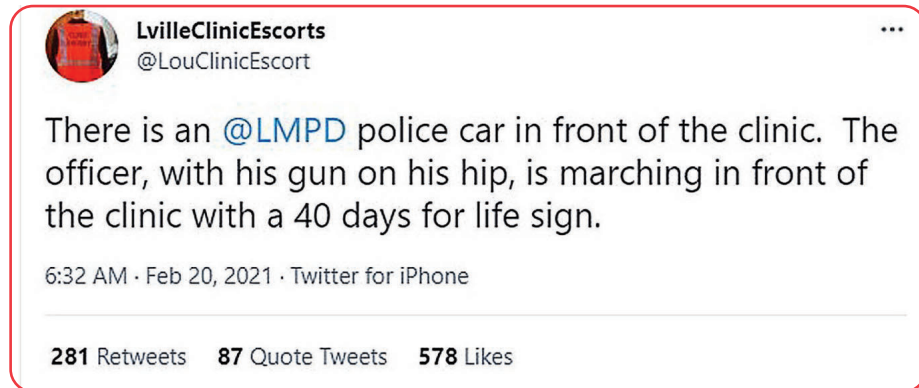 LvilleClinicEscorts
@LouClinicEscort
There is an @LMPD police car in front of the clinic.  The
officer, with his gun on his hip, is marching in front of
the clinic with a 40 days for life sign.
6:32 AM · Feb 20, 2021 · Twitter for iPhone
281 Retweets 87 Quote Tweets 578 Likes